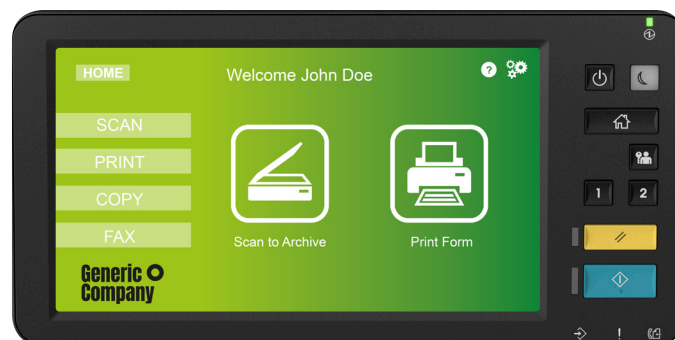 HOME
Welcome John Doe
?
SCAN
PRINT
COPY
FAX
Scan to Archive
Print Form
Generic
Company
1 2
!